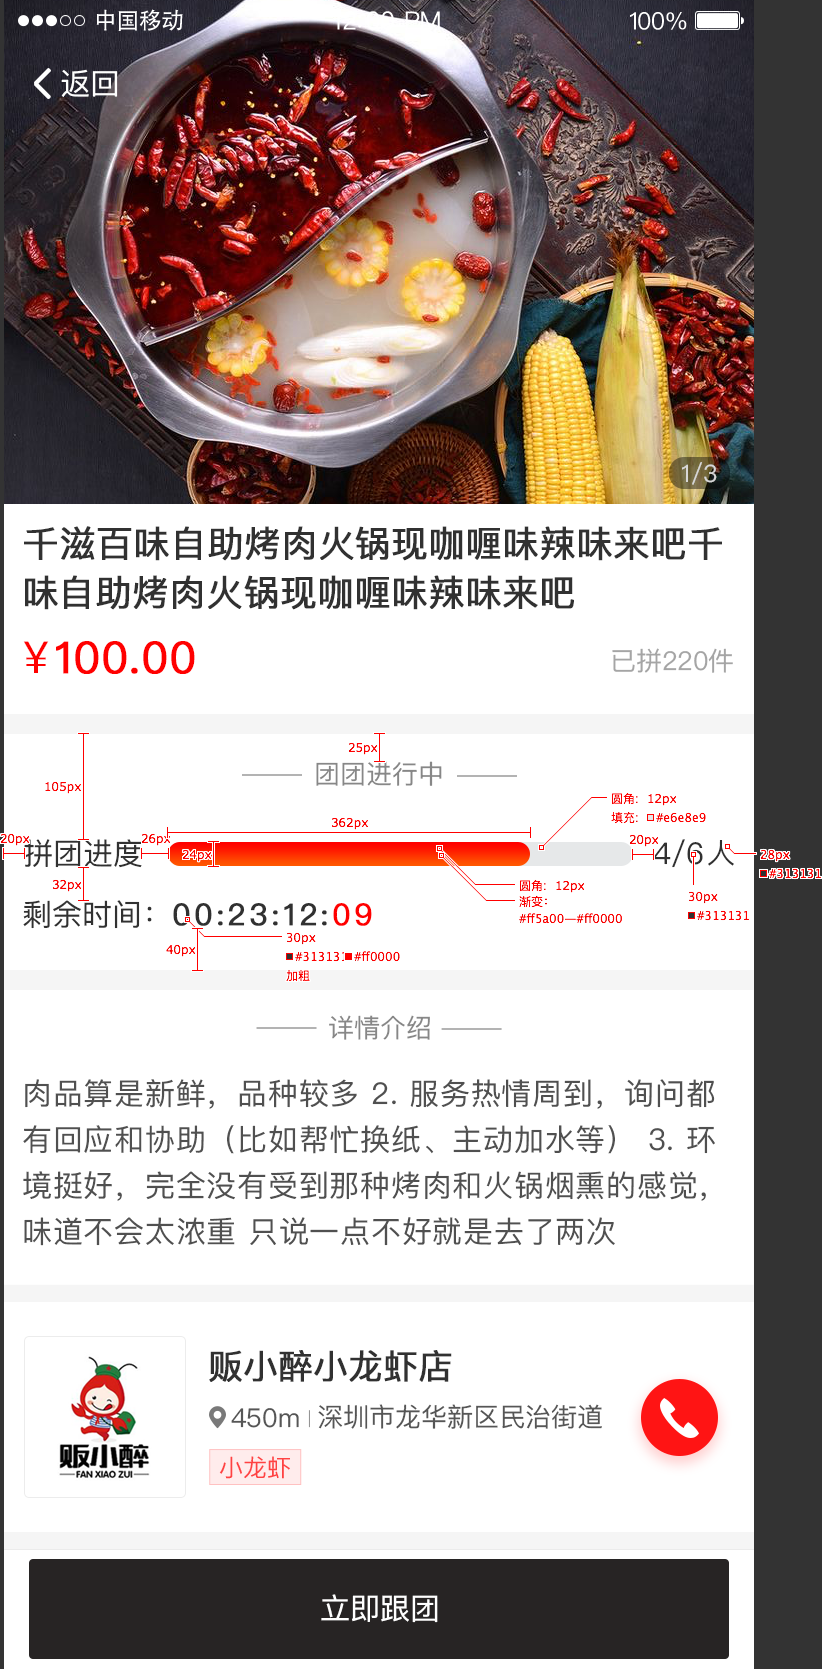 中国移动
100%
返回
1/3
千滋百味自助烤肉火锅现咖喱味辣味来吧千
味自助烤肉火锅现咖喱味辣味来吧
¥100.00
已拼220件
25px
团团进行中
105px
圆角：12px
填充：#e6e8e9
362px
20px
拼团进度
26px
24px
20px
4/6人
28px
#313131
32px
圆角：12px
渐变：
#ff5a00—#ff0000
30px
#313131
剩余时间：00:23:12:09
40px
30px
#313131 #ff0000
加粗
详情介绍
肉品算是新鲜，品种较多 2. 服务热情周到，询问都
有回应和协助（比如帮忙换纸、主动加水等） 3. 环
境挺好，完全没有受到那种烤肉和火锅烟熏的感觉，
味道不会太浓重 只说一点不好就是去了两次
贩小醉
FAN XIAO ZUI
贩小醉小龙虾店
450m 深圳市龙华新区民治街道
小龙虾
立即跟团